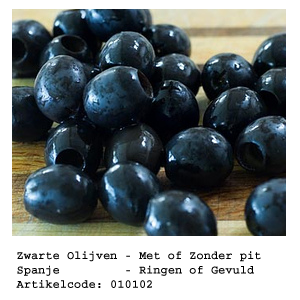 Zwarte Olijven - Met of Zonder pit
Spanje         - Ringen of Gevuld
Artikelcode: 010102